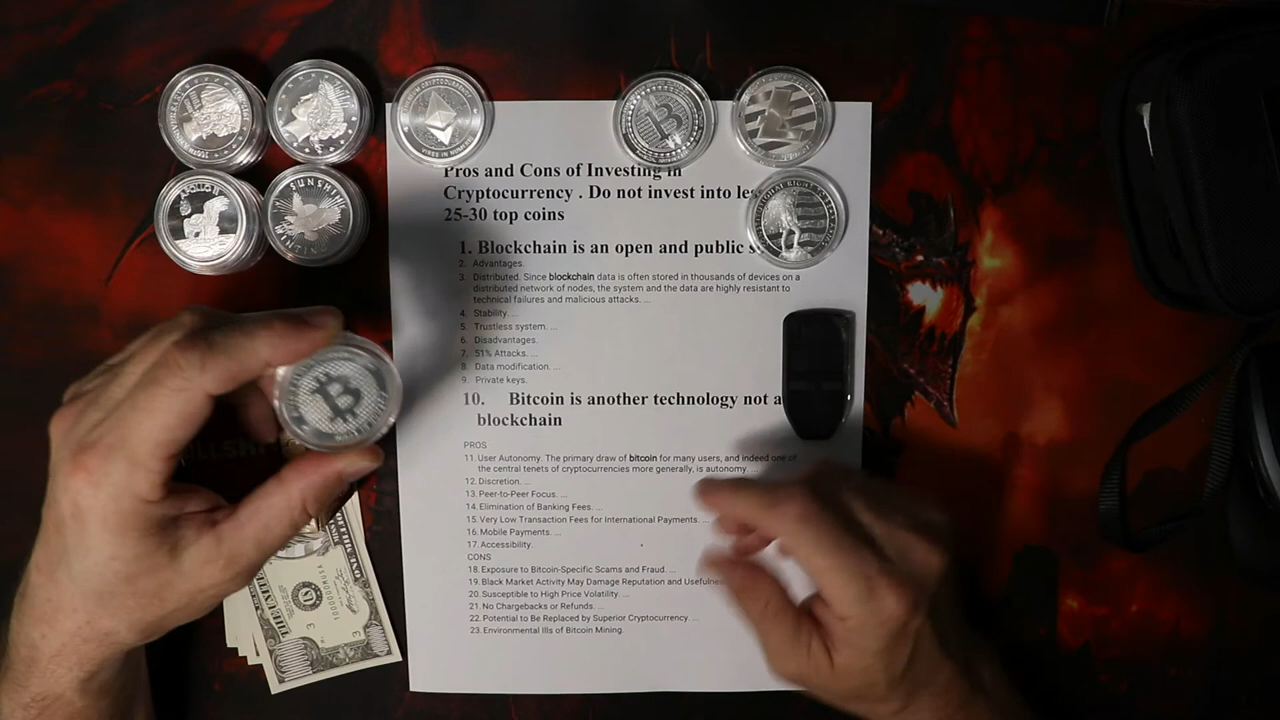 APOLLO 11
SUNSHINE
MINTING
CRYPTOCURRENCY
VIRES IN NUMERIS
Pros and Cons of Investing in
Cryptocurrency . Do not invest into
25-30 top coins
1. Blockchain is an open and public
2. Advantages.
3. Distributed. Since blockchain data is often stored in thousands of devices on a
distributed network of nodes, the system and the data are highly resistant to
technical failures and malicious attacks. ...
4. Stability. ...
5. Trustless system. ...
6. Disadvantages.
7. 51% Attacks. ...
8. Data modification. ...
9. Private keys.
10. Bitcoin is another technology not a
blockchain
PROS
11. User Autonomy. The primary draw of bitcoin for many users, and indeed one of
the central tenets of cryptocurrencies more generally, is autonomy. ...
12. Discretion. ...
13. Peer-to-Peer Focus. ...
14. Elimination of Banking Fees. ...
15. Very Low Transaction Fees for International Payments. ...
16. Mobile Payments. ...
17. Accessibility.
CONS
18. Exposure to Bitcoin-Specific Scams and Fraud. ...
19. Black Market Activity May Damage Reputation and
20. Susceptible to High Price Volatility. ...
21. No Chargebacks or Refunds. ...
22. Potential to Be Replaced by Superior Cryptocurrency. ...
23. Environmental Ills of Bitcoin Mining.